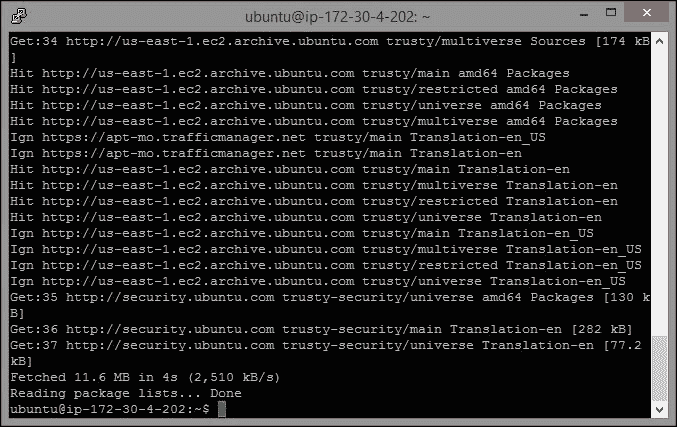 ubuntu@ip-172-30-4-202: ~
Get:34 http://us-east-1.ec2.archive.ubuntu.com trusty/multiverse Sources [174 kB
]
Hit http://us-east-1.ec2.archive.ubuntu.com trusty/main amd64 Packages
Hit http://us-east-1.ec2.archive.ubuntu.com trusty/restricted amd64 Packages
Hit http://us-east-1.ec2.archive.ubuntu.com trusty/universe amd64 Packages
Hit http://us-east-1.ec2.archive.ubuntu.com trusty/multiverse amd64 Packages
Ign https://apt-mo.trafficmanager.net trusty/main Translation-en_US
Ign https://apt-mo.trafficmanager.net trusty/main Translation-en
Hit http://us-east-1.ec2.archive.ubuntu.com trusty/main Translation-en
Hit http://us-east-1.ec2.archive.ubuntu.com trusty/multiverse Translation-en
Hit http://us-east-1.ec2.archive.ubuntu.com trusty/restricted Translation-en
Hit http://us-east-1.ec2.archive.ubuntu.com trusty/universe Translation-en
Ign http://us-east-1.ec2.archive.ubuntu.com trusty/main Translation-en_US
Ign http://us-east-1.ec2.archive.ubuntu.com trusty/multiverse Translation-en_US
Ign http://us-east-1.ec2.archive.ubuntu.com trusty/restricted Translation-en_US
Ign http://us-east-1.ec2.archive.ubuntu.com trusty/universe Translation-en_US
Get:35 http://security.ubuntu.com trusty-security/universe amd64 Packages [130 k
B]
Get:36 http://security.ubuntu.com trusty-security/main Translation-en [282 kB]
Get:37 http://security.ubuntu.com trusty-security/universe Translation-en [77.2
kB]
Fetched 11.6 MB in 4s (2,510 kB/s)
Reading package lists... Done
ubuntu@ip-172-30-4-202:~$